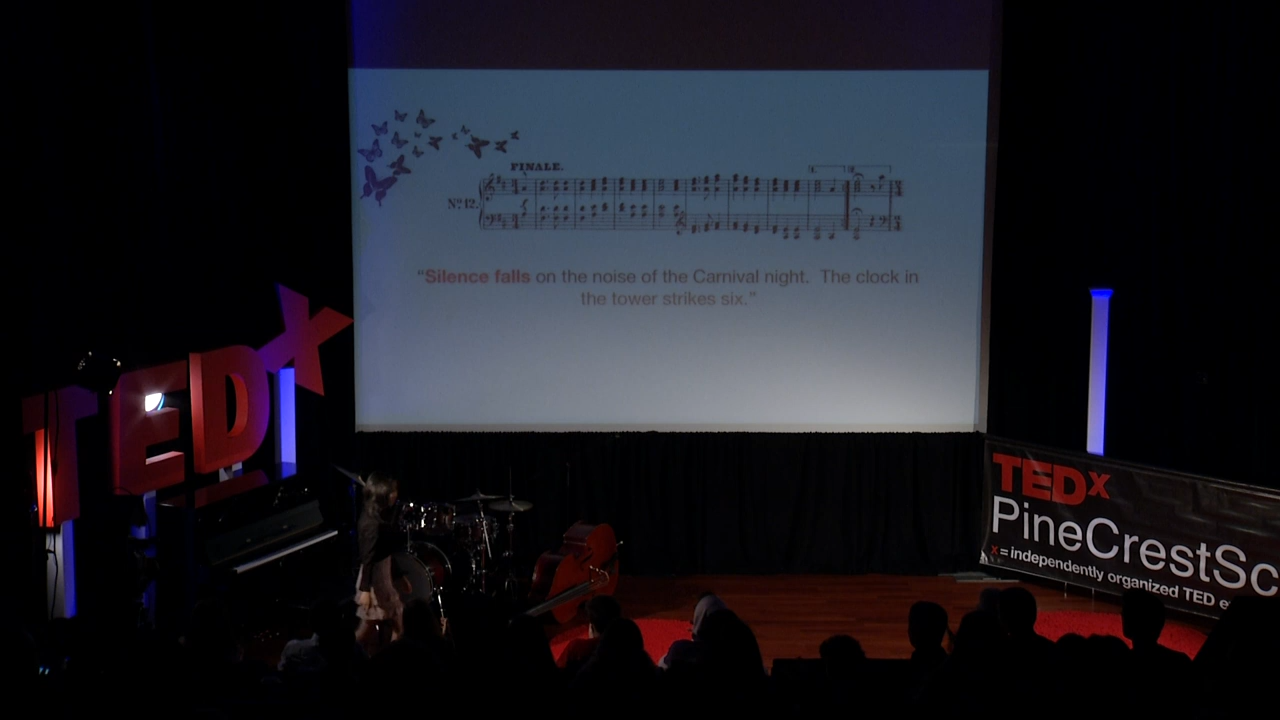 FINALE.
Nº 12.
"Silence falls on the noise of the Carnival night. The clock in
the tower strikes six."
TEDx
TEDx
PineCrestSc
x = independently organized TED e